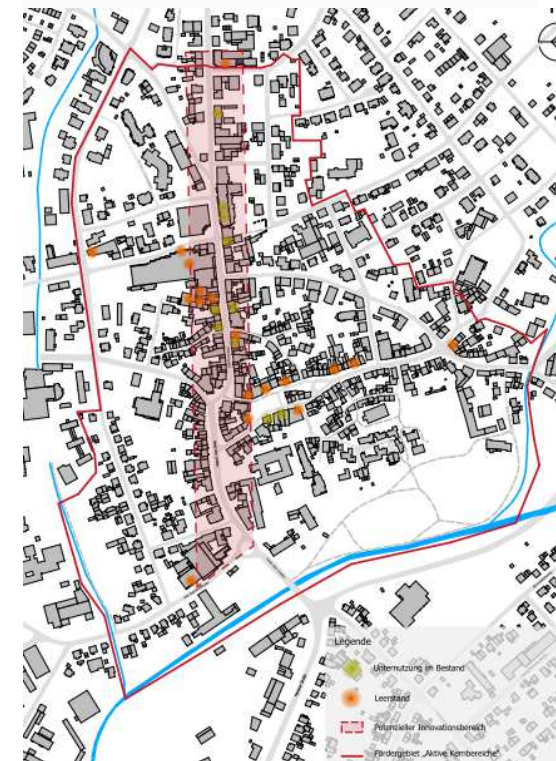 Legende
Unternutzung im Bestand
Leerstand
Potenzieller Innovationsbereich
Fördergebiet „Aktive Kernbereiche“